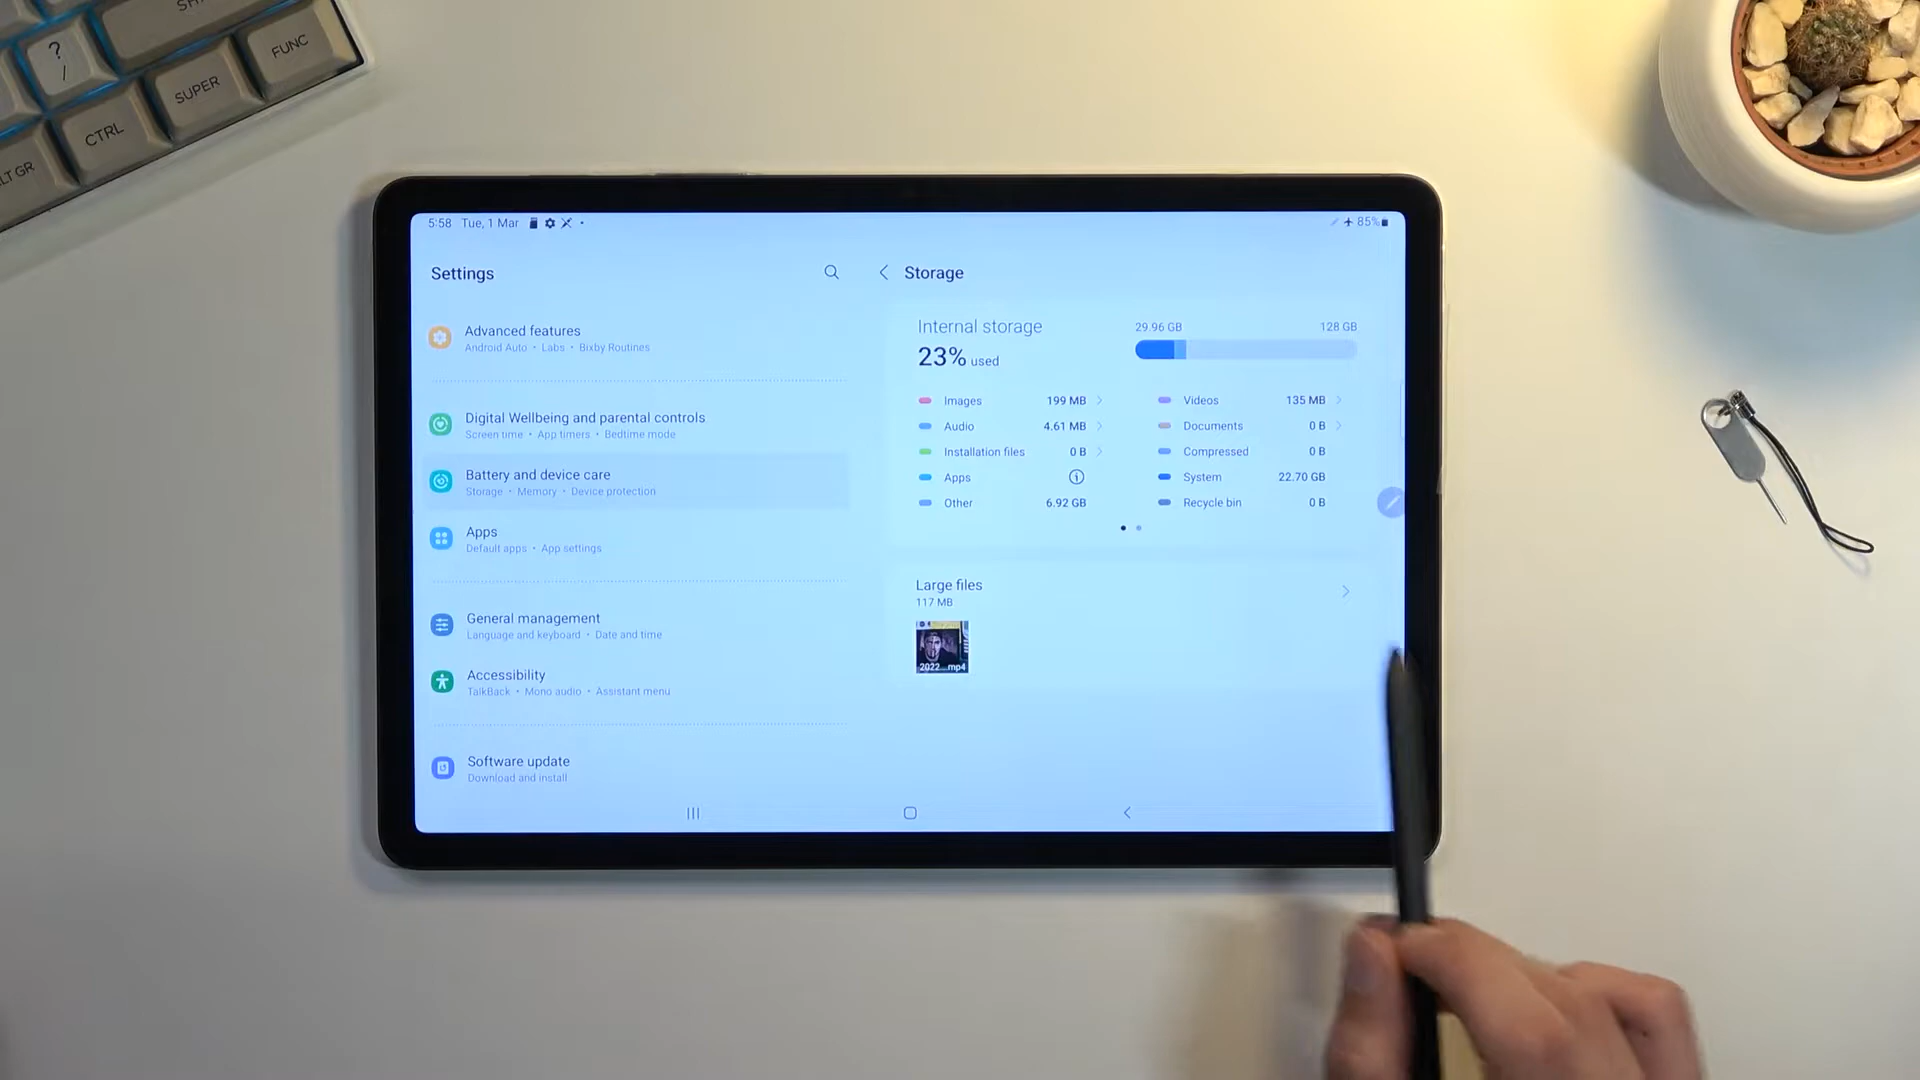 ?
/
FUNC
SUPER
CTRL
LT GR
5:58 Tue, 1 Mar
85%
Settings
Advanced features
Android Auto • Labs • Bixby Routines
Digital Wellbeing and parental controls
Screen time • App timers • Bedtime mode
Battery and device care
Storage • Memory • Device protection
Apps
Default apps • App settings
General management
Language and keyboard • Date and time
Accessibility
TalkBack • Mono audio • Assistant menu
Software update
Download and install
Storage
Internal storage
23% used
29.96 GB
128 GB
Images 199 MB
Audio 4.61 MB
Installation files 0 B
Apps
Other 6.92 GB
Videos 135 MB
Documents 0 B
Compressed 0 B
System 22.70 GB
Recycle bin 0 B
Large files
117 MB
2022...mp4